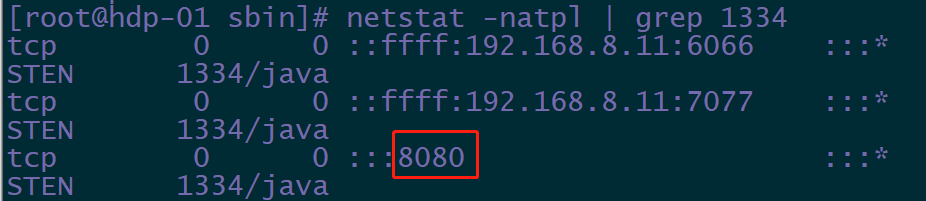 [root@hdp-01 sbin]# netstat -natpl | grep 1334
tcp        0      0 ::ffff:192.168.8.11:6066    :::*
STEN       1334/java
tcp        0      0 ::ffff:192.168.8.11:7077    :::*
STEN       1334/java
tcp        0      0 :::8080                     :::*
STEN       1334/java